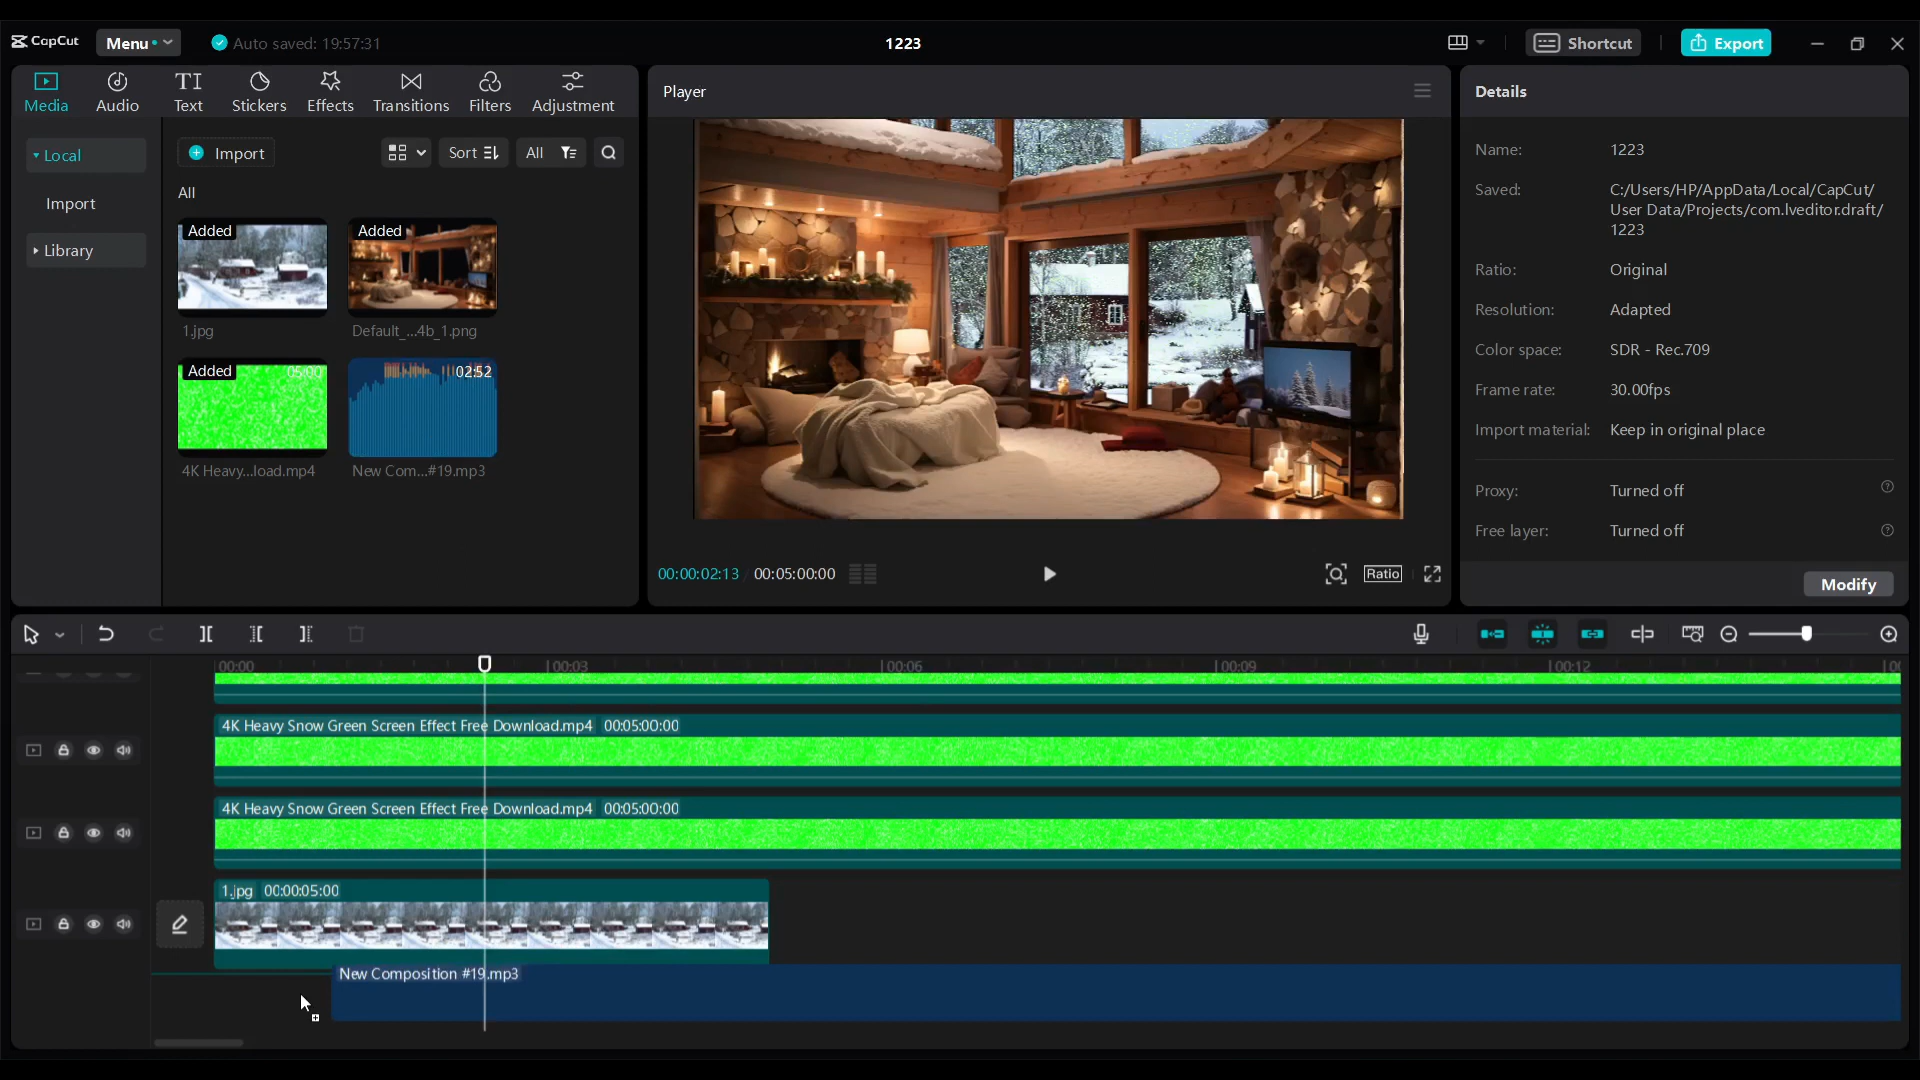 CapCut
Menu
Auto saved: 19:57:31
1223
Shortcut
Export
Media
Audio
TI
Text
Stickers
Effects
Transitions
Filters
Adjustment
Local
Import
Library
Import
Sort
All
All
Added
1.jpg
Added
Default_...4b_1.png
Added
05:00
4K Heavy...load.mp4
02:52
New Com...#19.mp3
Player
00:00:02:13
00:05:00:00
Ratio
Details
Name:
1223
Saved:
C:/Users/HP/AppData/Local/CapCut/
User Data/Projects/com.lveditor.draft/
1223
Ratio:
Original
Resolution:
Adapted
Color space:
SDR - Rec.709
Frame rate:
30.00fps
Import material:
Keep in original place
Proxy:
Turned off
Free layer:
Turned off
Modify
00:00
00:03
00:06
00:09
00:12
4K Heavy Snow Green Screen Effect Free Download.mp4 00:05:00:00
4K Heavy Snow Green Screen Effect Free Download.mp4 00:05:00:00
1.jpg 00:00:05:00
New Composition #19.mp3